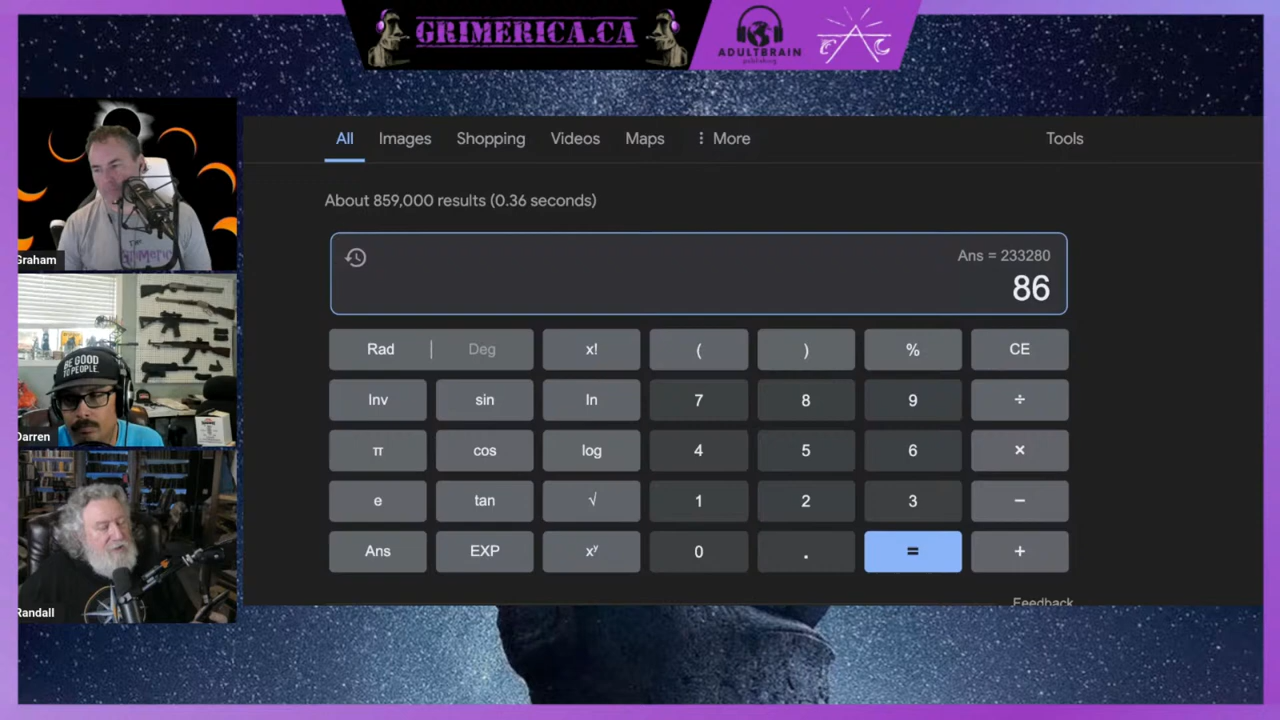 GRIMERICA.CA
ADULTBRAIN
publishing
All Images Shopping Videos Maps More Tools
About 859,000 results (0.36 seconds)
Ans = 233280
86
Rad Deg x! ( ) % CE
Inv sin ln 7 8 9 ÷
π cos log 4 5 6 ×
e tan √ 1 2 3 −
Ans EXP xʸ 0 . = +
Feedback
Graham
Grimerica
BE GOOD
TO PEOPLE.
Darren
Randall